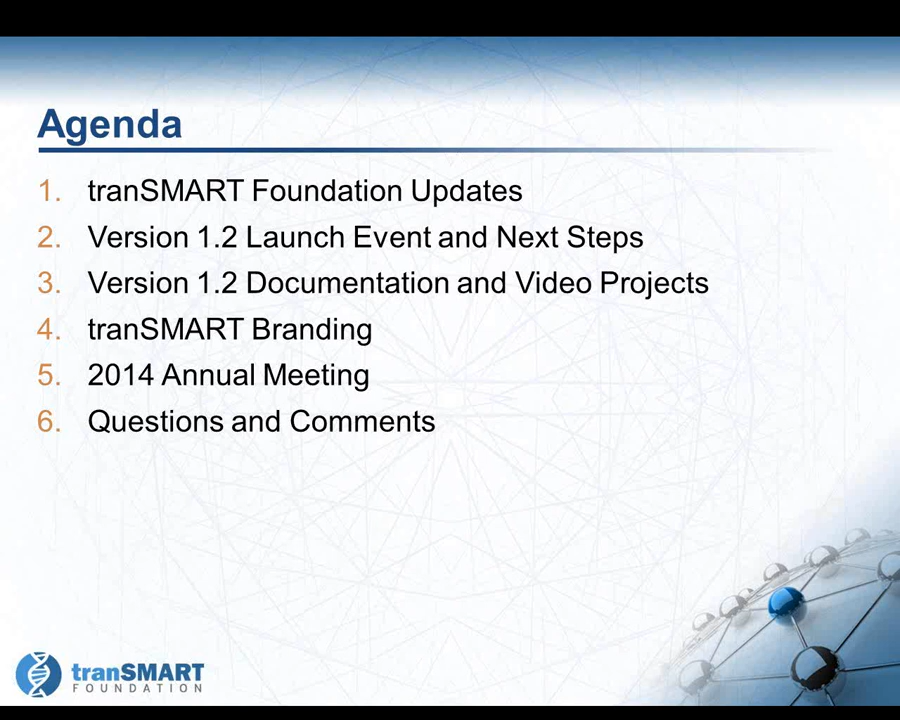 Agenda
1. tranSMART Foundation Updates
2. Version 1.2 Launch Event and Next Steps
3. Version 1.2 Documentation and Video Projects
4. tranSMART Branding
5. 2014 Annual Meeting
6. Questions and Comments
tranSMART
FOUNDATION